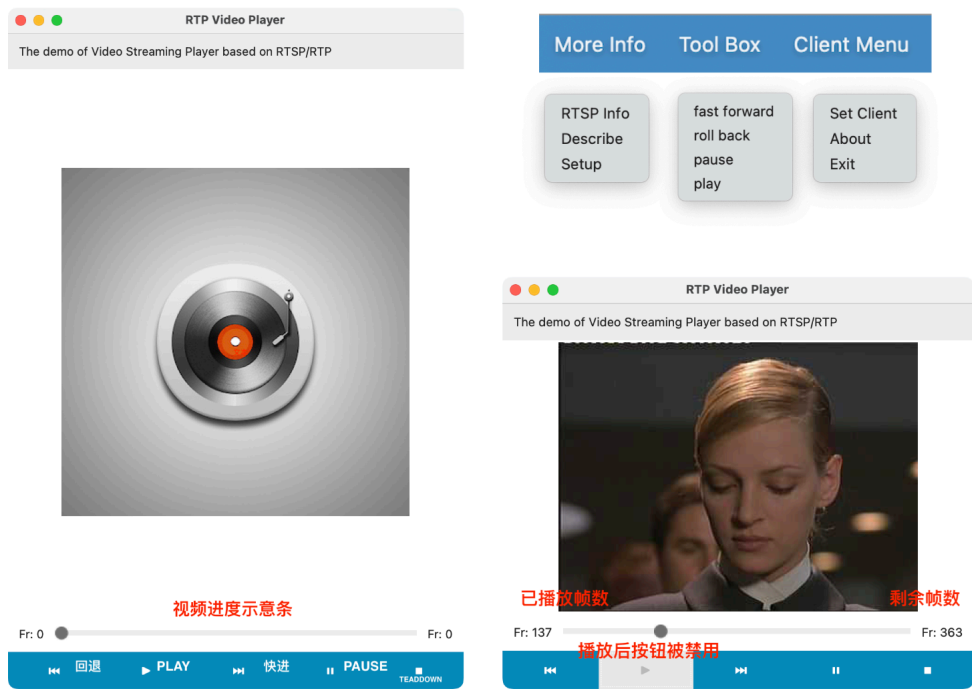 RTP Video Player
The demo of Video Streaming Player based on RTSP/RTP
视频进度示意条
Fr: 0
Fr: 0
回退
PLAY
快进
PAUSE
TEADDOWN
More Info
Tool Box
Client Menu
RTSP Info
Describe
Setup
fast forward
roll back
pause
play
Set Client
About
Exit
RTP Video Player
The demo of Video Streaming Player based on RTSP/RTP
已播放帧数
剩余帧数
Fr: 137
Fr: 363
播放后按钮被禁用